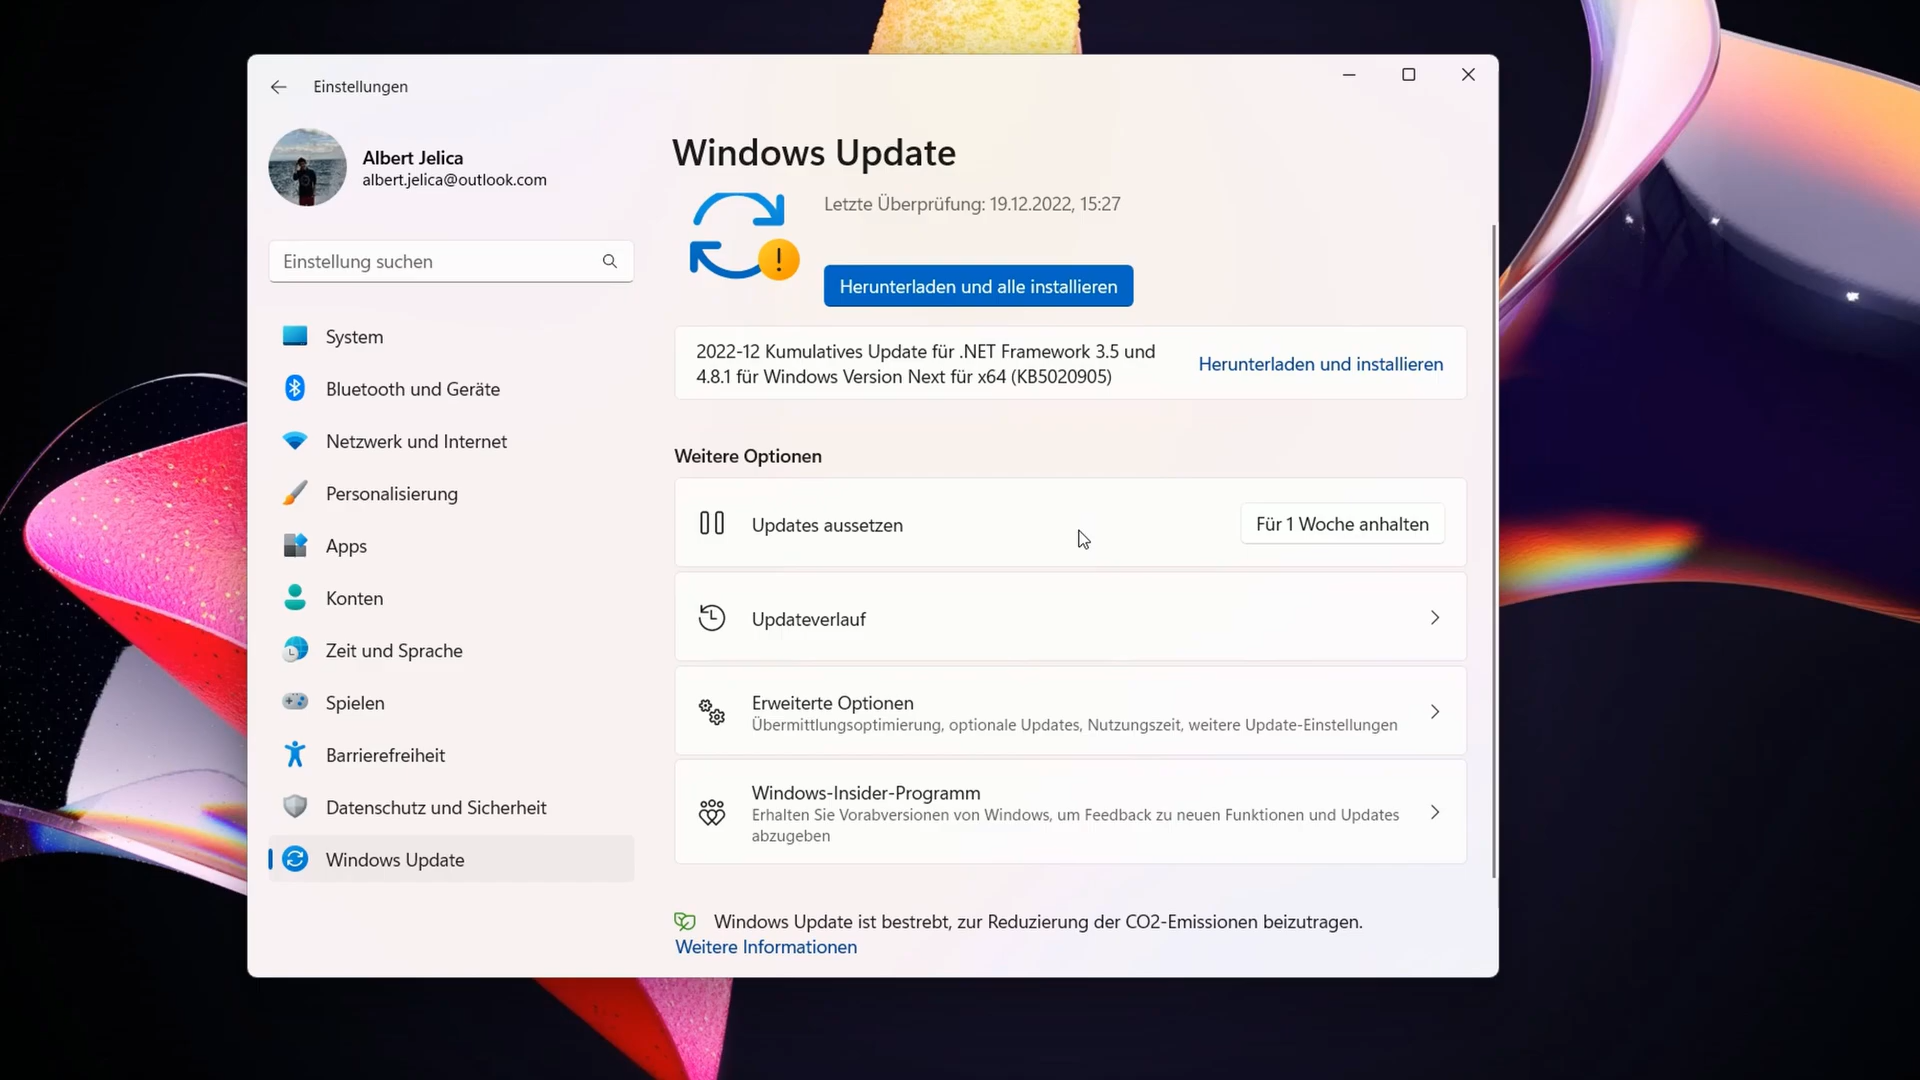 Einstellungen
Albert Jelica
albert.jelica@outlook.com
Einstellung suchen
System
Bluetooth und Geräte
Netzwerk und Internet
Personalisierung
Apps
Konten
Zeit und Sprache
Spielen
Barrierefreiheit
Datenschutz und Sicherheit
Windows Update
Windows Update
Letzte Überprüfung: 19.12.2022, 15:27
Herunterladen und alle installieren
2022-12 Kumulatives Update für .NET Framework 3.5 und
4.8.1 für Windows Version Next für x64 (KB5020905)
Herunterladen und installieren
Weitere Optionen
Updates aussetzen
Für 1 Woche anhalten
Updateverlauf
Erweiterte Optionen
Übermittlungsoptimierung, optionale Updates, Nutzungszeit, weitere Update-Einstellungen
Windows-Insider-Programm
Erhalten Sie Vorabversionen von Windows, um Feedback zu neuen Funktionen und Updates
abzugeben
Windows Update ist bestrebt, zur Reduzierung der CO2-Emissionen beizutragen.
Weitere Informationen